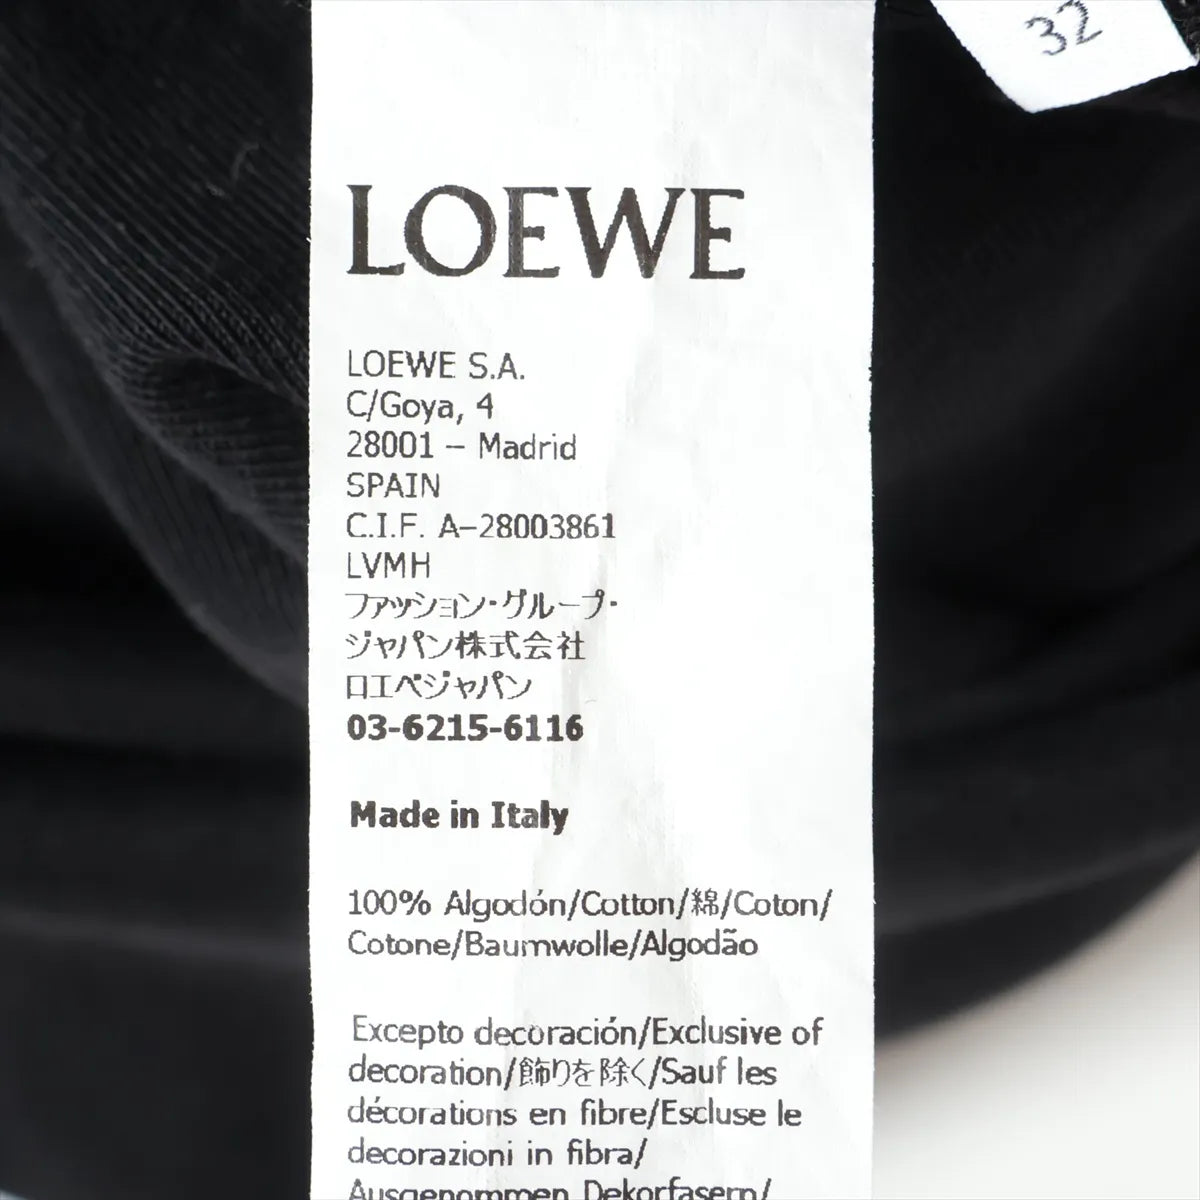 32
LOEWE
LOEWE S.A.
C/Goya, 4
28001 – Madrid
SPAIN
C.I.F. A–28003861
LVMH
ファッション・グループ・
ジャパン株式会社
ロエベジャパン
03-6215-6116
Made in Italy
100% Algodón/Cotton/綿/Coton/
Cotone/Baumwolle/Algodão
Excepto decoración/Exclusive of
decoration/飾りを除く/Sauf les
décorations en fibre/Escluse le
decorazioni in fibra/
Ausgenommen Dekorfasern/